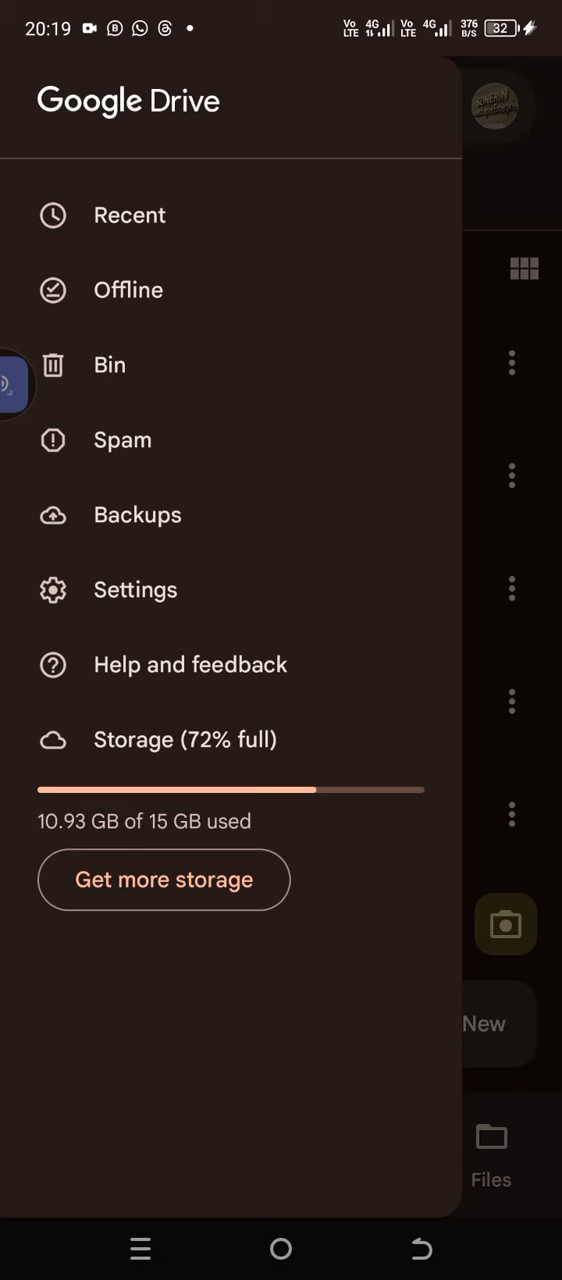 20:19
Vo LTE 4G Vo LTE 4G 376 B/S 32
Google Drive
Recent
Offline
Bin
Spam
Backups
Settings
Help and feedback
Storage (72% full)
10.93 GB of 15 GB used
Get more storage
New
Files